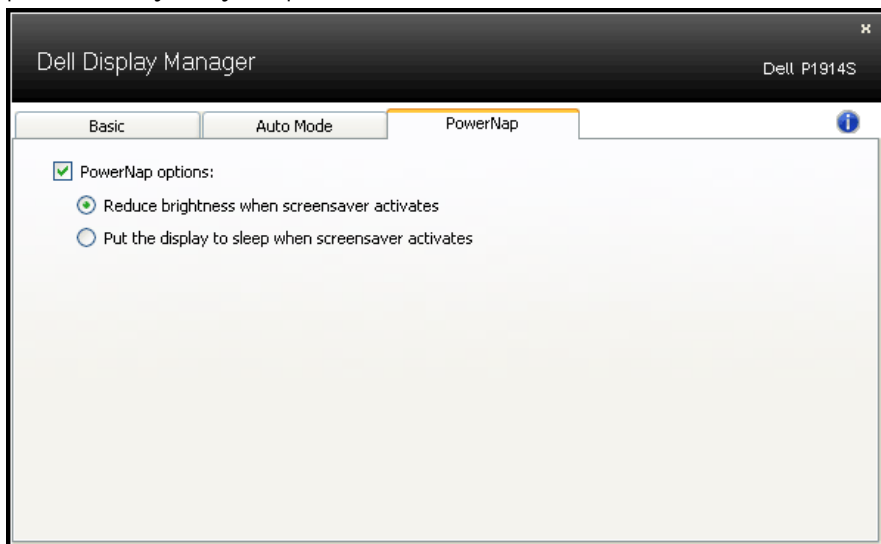 Dell Display Manager
Dell P1914S
Basic
Auto Mode
PowerNap
PowerNap options:
Reduce brightness when screensaver activates
Put the display to sleep when screensaver activates